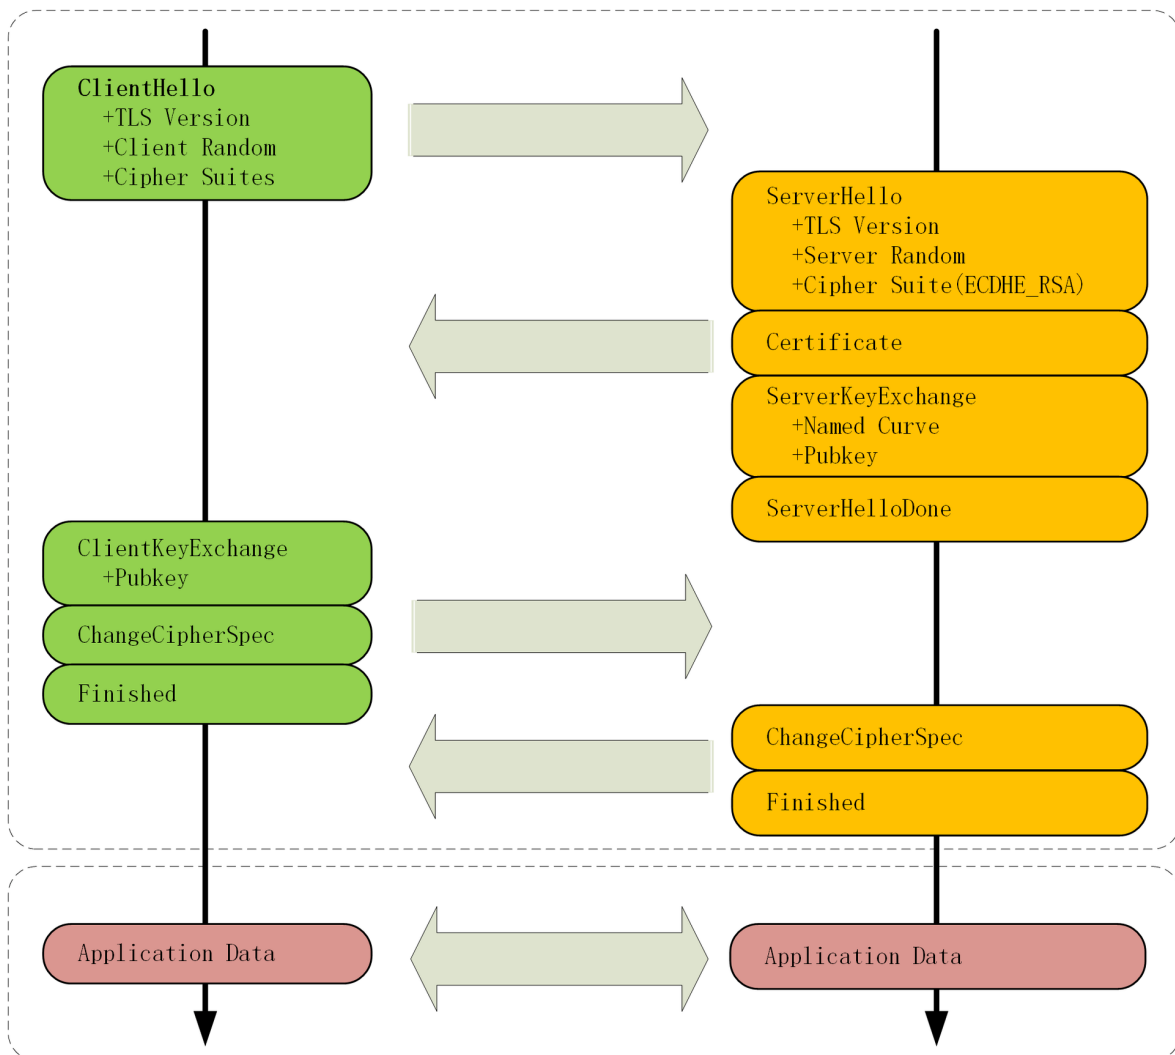 ClientHello
+TLS Version
+Client Random
+Cipher Suites
ServerHello
+TLS Version
+Server Random
+Cipher Suite(ECDHE_RSA)
Certificate
ServerKeyExchange
+Named Curve
+Pubkey
ServerHelloDone
ClientKeyExchange
+Pubkey
ChangeCipherSpec
Finished
ChangeCipherSpec
Finished
Application Data
Application Data